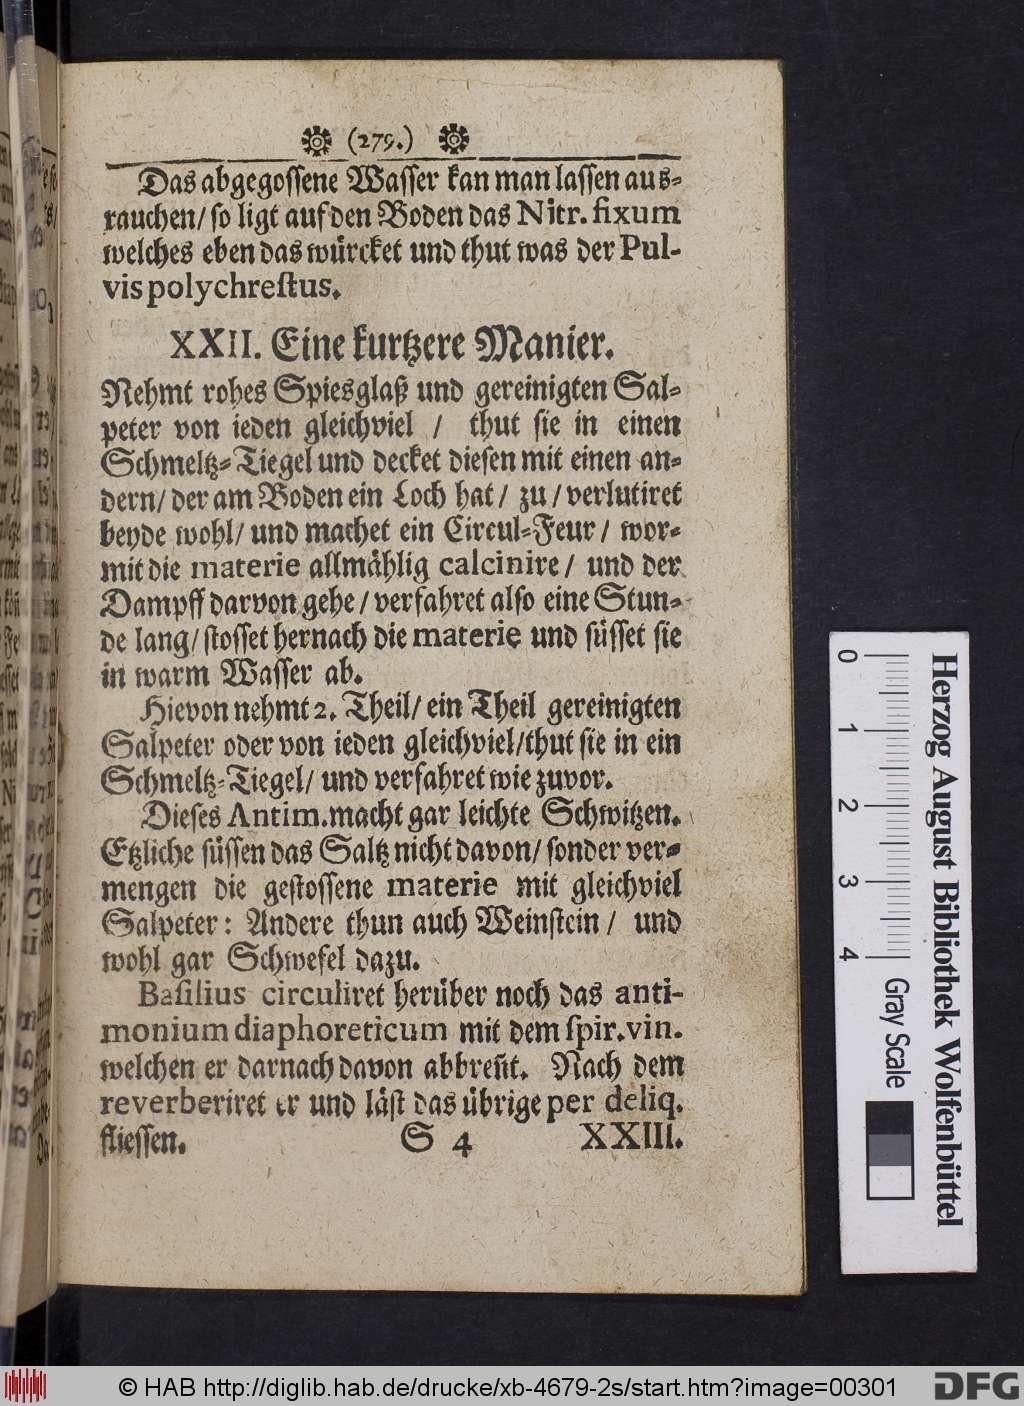 (279.)
Das abgegossene Wasser kan man lassen aus-
rauchen/ so ligt auf den Boden das Nitr. fixum
welches eben das würcket und thut was der Pul-
vis polychrestus.
XXII. Eine kurtzere Manier.
Nehmt rohes Spiesglaß und gereinigten Sal-
peter von ieden gleichviel / thut sie in einen
Schmeltz-Tiegel und decket diesen mit einen an-
dern/ der am Boden ein Loch hat/ zu/ verlutiret
beyde wohl/ und machet ein Circul-Feur/ wor-
mit die materie allmählig calcinire/ und der
Dampff darvon gehe/ verfahret also eine Stun-
de lang/ stosset hernach die materie und süsset sie
in warm Wasser ab.
Hievon nehmt 2. Theil/ ein Theil gereinigten
Salpeter oder von ieden gleichviel/ thut sie in ein
Schmeltz-Tiegel/ und verfahret wie zuvor.
Dieses Antim. macht gar leichte Schwitzen.
Etzliche süssen das Saltz nicht davon/ sonder ver-
mengen die gestossene materie mit gleichviel
Salpeter: Andere thun auch Weinstein/ und
wohl gar Schwefel dazu.
Basilius circuliret herüber noch das anti-
monium diaphoreticum mit dem spir. vin.
welchen er darnach davon abbreñt. Nach dem
reverberiret er und läst das übrige per deliq.
fliessen. S 4 XXIII.
0 1 2 3 4
Gray Scale
Herzog August Bibliothek Wolfenbüttel
© HAB http://diglib.hab.de/drucke/xb-4679-2s/start.htm?image=00301
DFG